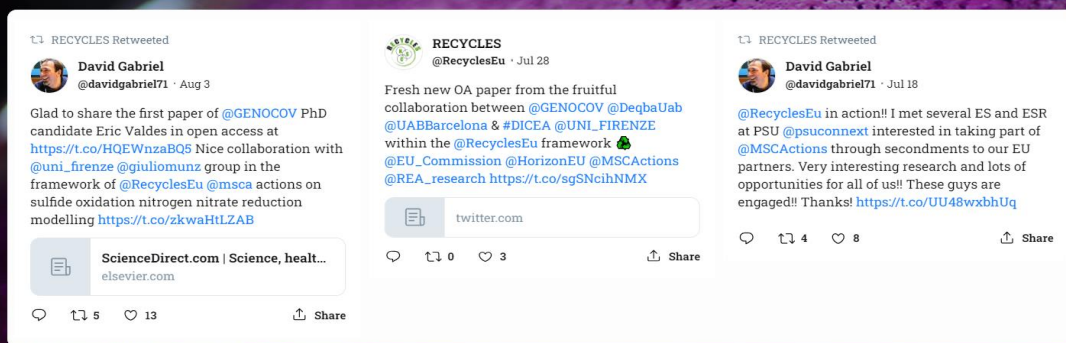 RECYCLES Retweeted
David Gabriel
@davidgabriel71 · Aug 3
Glad to share the first paper of @GENOCOV PhD
candidate Eric Valdes in open access at
https://t.co/HQEWnzaBQ5 Nice collaboration with
@uni_firenze @giuliomunz group in the
framework of @RecyclesEu @msca actions on
sulfide oxidation nitrogen nitrate reduction
modelling https://t.co/zkwaHtLZAB
ScienceDirect.com | Science, healt...
elsevier.com
5 13 Share
RECYCLES
@RecyclesEu · Jul 28
Fresh new OA paper from the fruitful
collaboration between @GENOCOV @DeqbaUab
@UABBarcelona & #DICEA @UNI_FIRENZE
within the @RecyclesEu framework
@EU_Commission @HorizonEU @MSCActions
@REA_research https://t.co/sgSNcihNMX
twitter.com
0 3 Share
RECYCLES Retweeted
David Gabriel
@davidgabriel71 · Jul 18
@RecyclesEu in action!! I met several ES and ESR
at PSU @psuconnext interested in taking part of
@MSCActions through secondments to our EU
partners. Very interesting research and lots of
opportunities for all of us!! These guys are
engaged!! Thanks! https://t.co/UU48wxbhUq
4 8 Share